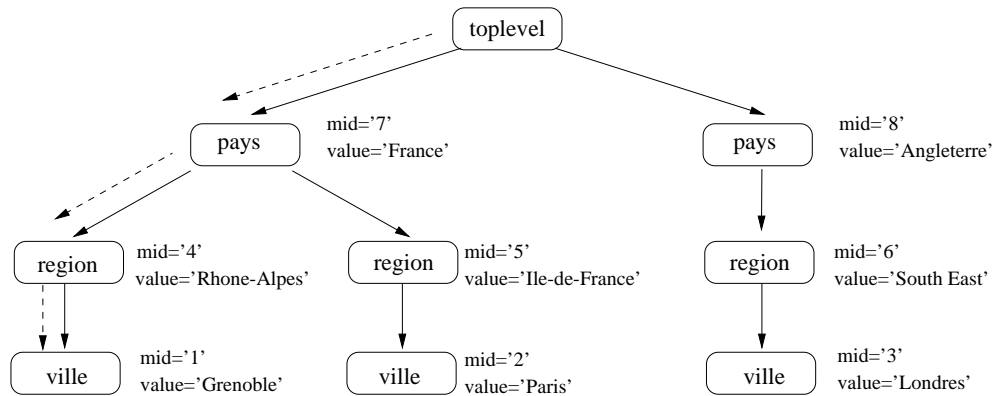 toplevel
pays
mid=’7’
value=’France’
pays
mid=’8’
value=’Angleterre’
region
mid=’4’
value=’Rhone-Alpes’
region
mid=’5’
value=’Ile-de-France’
region
mid=’6’
value=’South East’
ville
mid=’1’
value=’Grenoble’
ville
mid=’2’
value=’Paris’
ville
mid=’3’
value=’Londres’